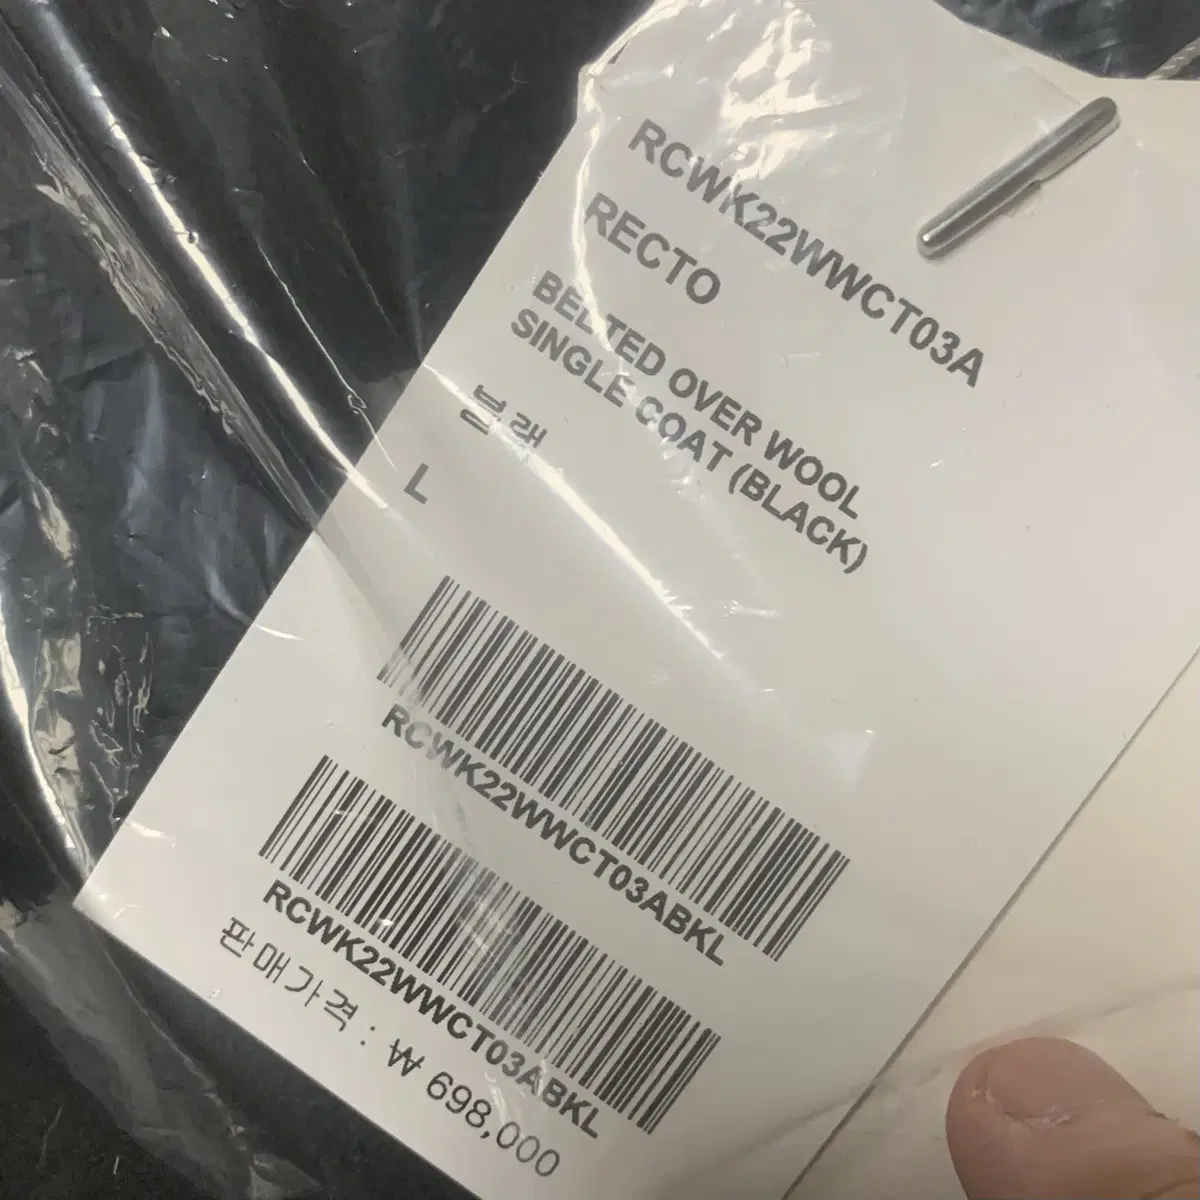 RCWK22WWCT03A
RECTO
BELTED OVER WOOL
SINGLE COAT (BLACK)
블랙
L
RCWK22WWCT03ABKL
RCWK22WWCT03ABKL
판매가격 : ₩ 698,000